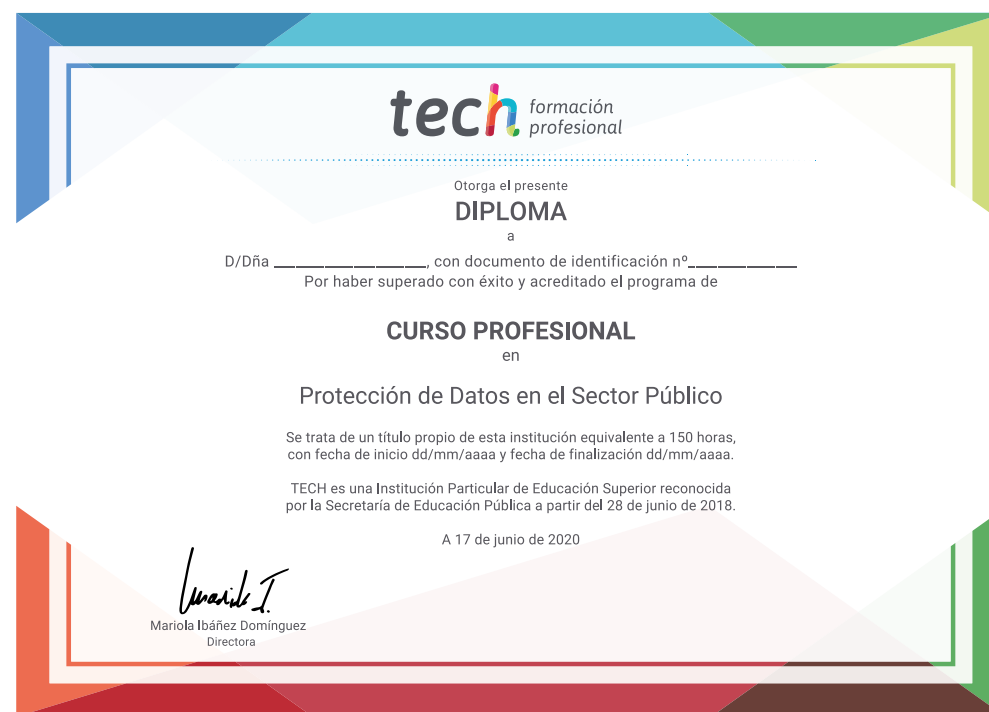 tech formación
profesional
Otorga el presente
DIPLOMA
a
D/Dña ____________________, con documento de identificación nº______________
Por haber superado con éxito y acreditado el programa de
CURSO PROFESIONAL
en
Protección de Datos en el Sector Público
Se trata de un título propio de esta institución equivalente a 150 horas,
con fecha de inicio dd/mm/aaaa y fecha de finalización dd/mm/aaaa.
TECH es una Institución Particular de Educación Superior reconocida
por la Secretaría de Educación Pública a partir del 28 de junio de 2018.
A 17 de junio de 2020
Mariola Ibáñez Domínguez
Directora